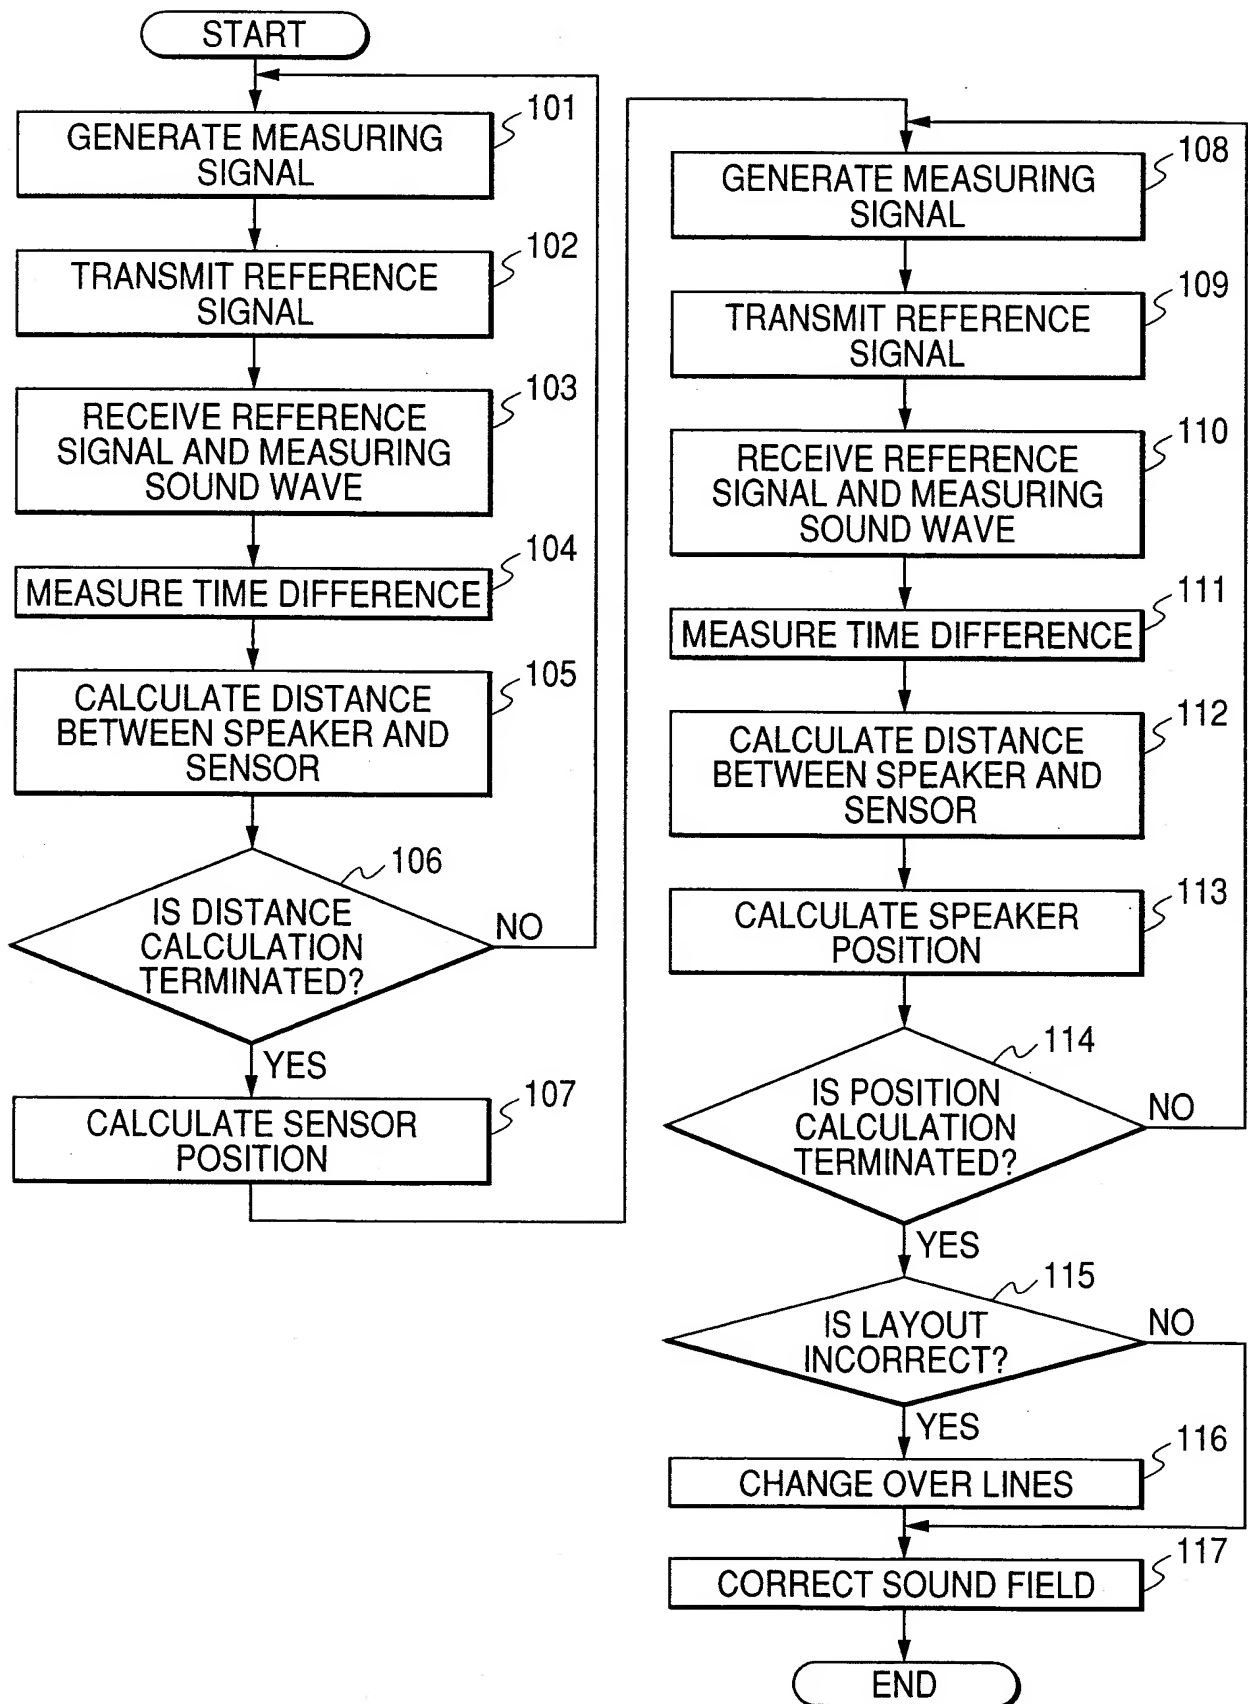 START
101
GENERATE MEASURING
SIGNAL
102
TRANSMIT REFERENCE
SIGNAL
103
RECEIVE REFERENCE
SIGNAL AND MEASURING
SOUND WAVE
104
MEASURE TIME DIFFERENCE
105
CALCULATE DISTANCE
BETWEEN SPEAKER AND
SENSOR
106
IS DISTANCE
CALCULATION
TERMINATED?
NO
YES
107
CALCULATE SENSOR
POSITION
108
GENERATE MEASURING
SIGNAL
109
TRANSMIT REFERENCE
SIGNAL
110
RECEIVE REFERENCE
SIGNAL AND MEASURING
SOUND WAVE
111
MEASURE TIME DIFFERENCE
112
CALCULATE DISTANCE
BETWEEN SPEAKER AND
SENSOR
113
CALCULATE SPEAKER
POSITION
114
IS POSITION
CALCULATION
TERMINATED?
NO
YES
115
IS LAYOUT
INCORRECT?
NO
YES
116
CHANGE OVER LINES
117
CORRECT SOUND FIELD
END